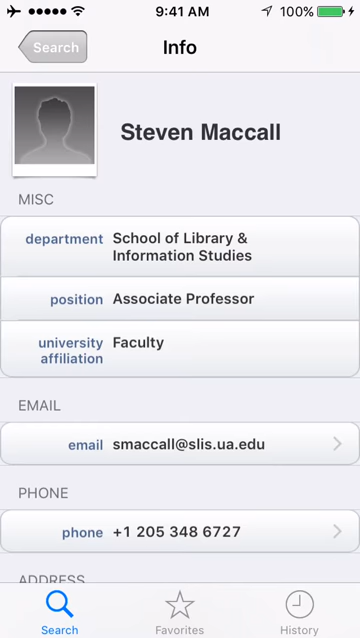 9:41 AM 100%
Search Info
Steven Maccall
MISC
department School of Library &
Information Studies
position Associate Professor
university Faculty
affiliation
EMAIL
email smaccall@slis.ua.edu
PHONE
phone +1 205 348 6727
ADDRESS
Search Favorites History